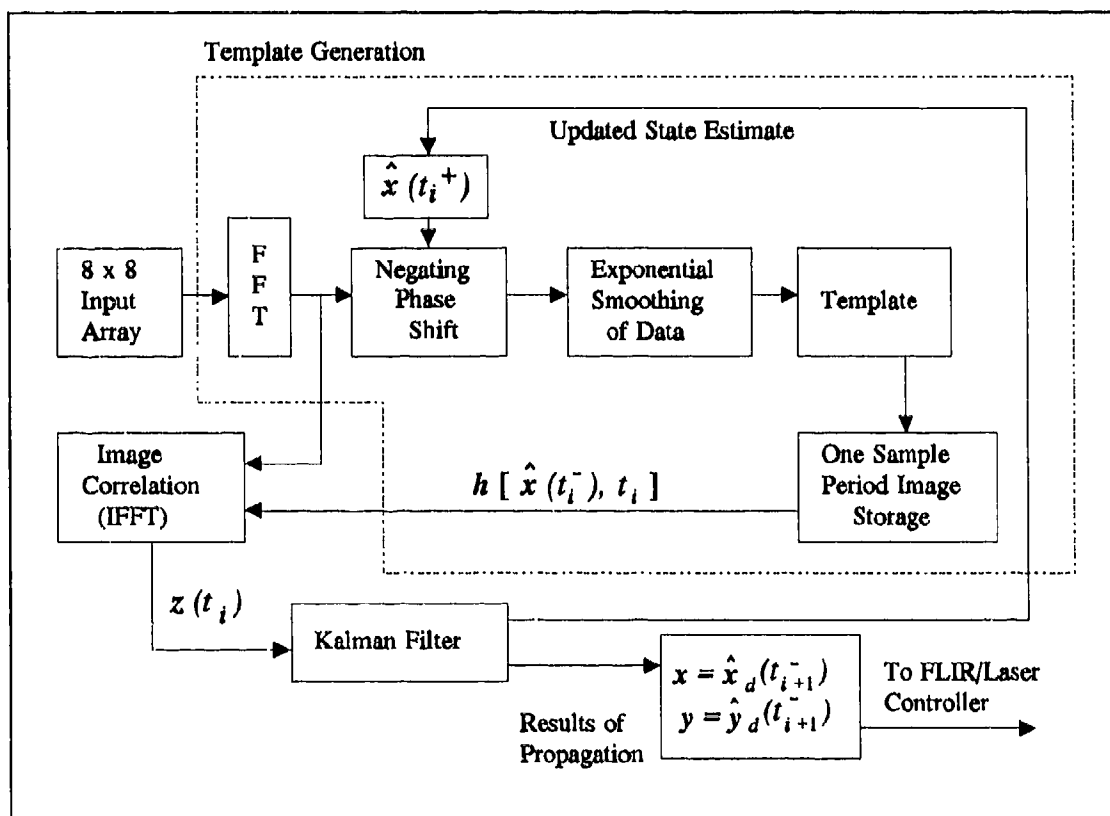 Template Generation
Updated State Estimate
x̂ (tᵢ⁺)
8 x 8
Input
Array
F
F
T
Negating
Phase
Shift
Exponential
Smoothing
of Data
Template
Image
Correlation
(IFFT)
h [ x̂ (tᵢ⁻), tᵢ ]
One Sample
Period Image
Storage
z (tᵢ)
Kalman Filter
x = x̂_d (t⁻ᵢ₊₁)
y = ŷ_d (t⁻ᵢ₊₁)
To FLIR/Laser
Controller
Results of
Propagation